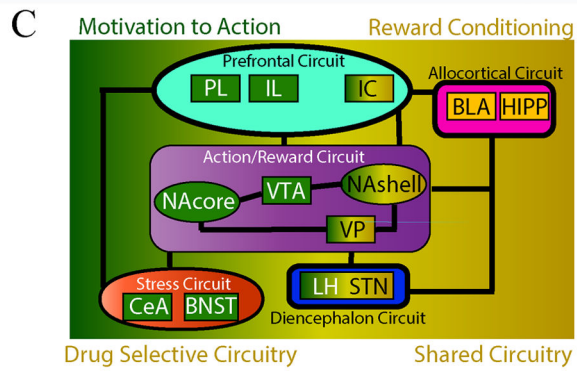 C
Motivation to Action
Reward Conditioning
Prefrontal Circuit
PL IL IC
Allocortical Circuit
BLA HIPP
Action/Reward Circuit
NAcore VTA NAshell
VP
Stress Circuit
CeA BNST
LH STN
Diencephalon Circuit
Drug Selective Circuitry
Shared Circuitry